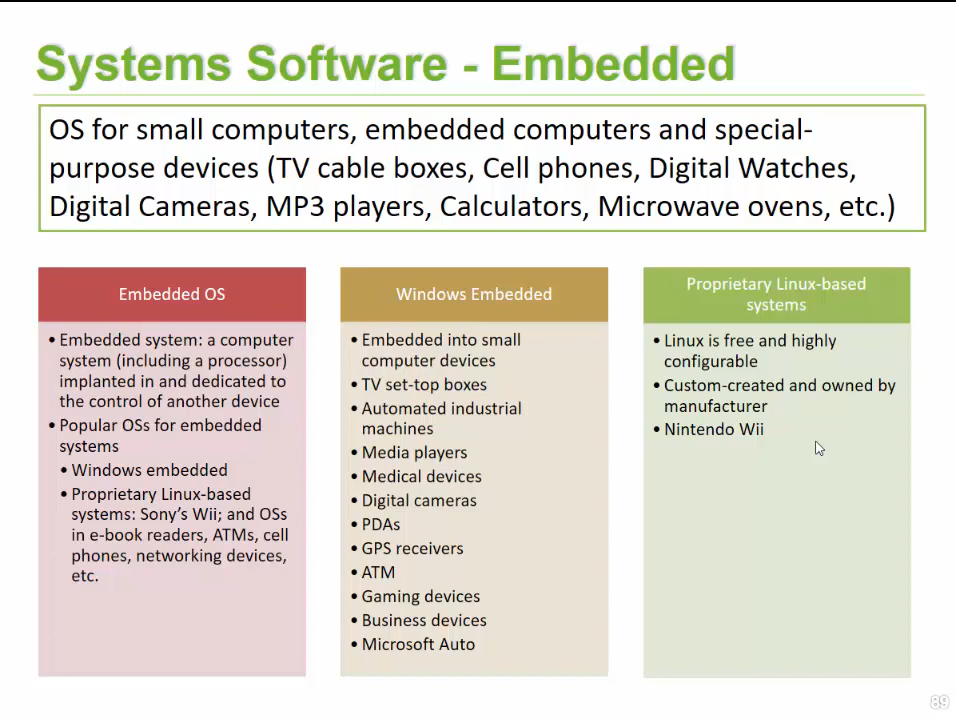 Systems Software - Embedded
OS for small computers, embedded computers and special-
purpose devices (TV cable boxes, Cell phones, Digital Watches,
Digital Cameras, MP3 players, Calculators, Microwave ovens, etc.)
Embedded OS
• Embedded system: a computer
system (including a processor)
implanted in and dedicated to
the control of another device
• Popular OSs for embedded
systems
• Windows embedded
• Proprietary Linux-based
systems: Sony's Wii; and OSs
in e-book readers, ATMs, cell
phones, networking devices,
etc.
Windows Embedded
• Embedded into small
computer devices
• TV set-top boxes
• Automated industrial
machines
• Media players
• Medical devices
• Digital cameras
• PDAs
• GPS receivers
• ATM
• Gaming devices
• Business devices
• Microsoft Auto
Proprietary Linux-based
systems
• Linux is free and highly
configurable
• Custom-created and owned by
manufacturer
• Nintendo Wii
89